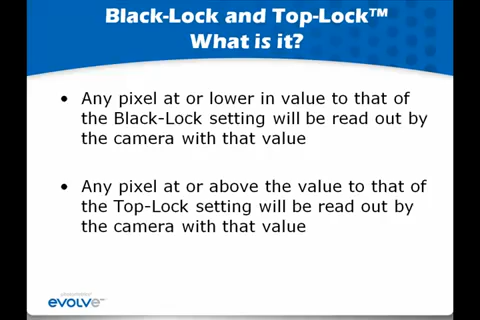 Black-Lock and Top-Lock™
What is it?
• Any pixel at or lower in value to that of
the Black-Lock setting will be read out by
the camera with that value
• Any pixel at or above the value to that of
the Top-Lock setting will be read out by
the camera with that value
evolve